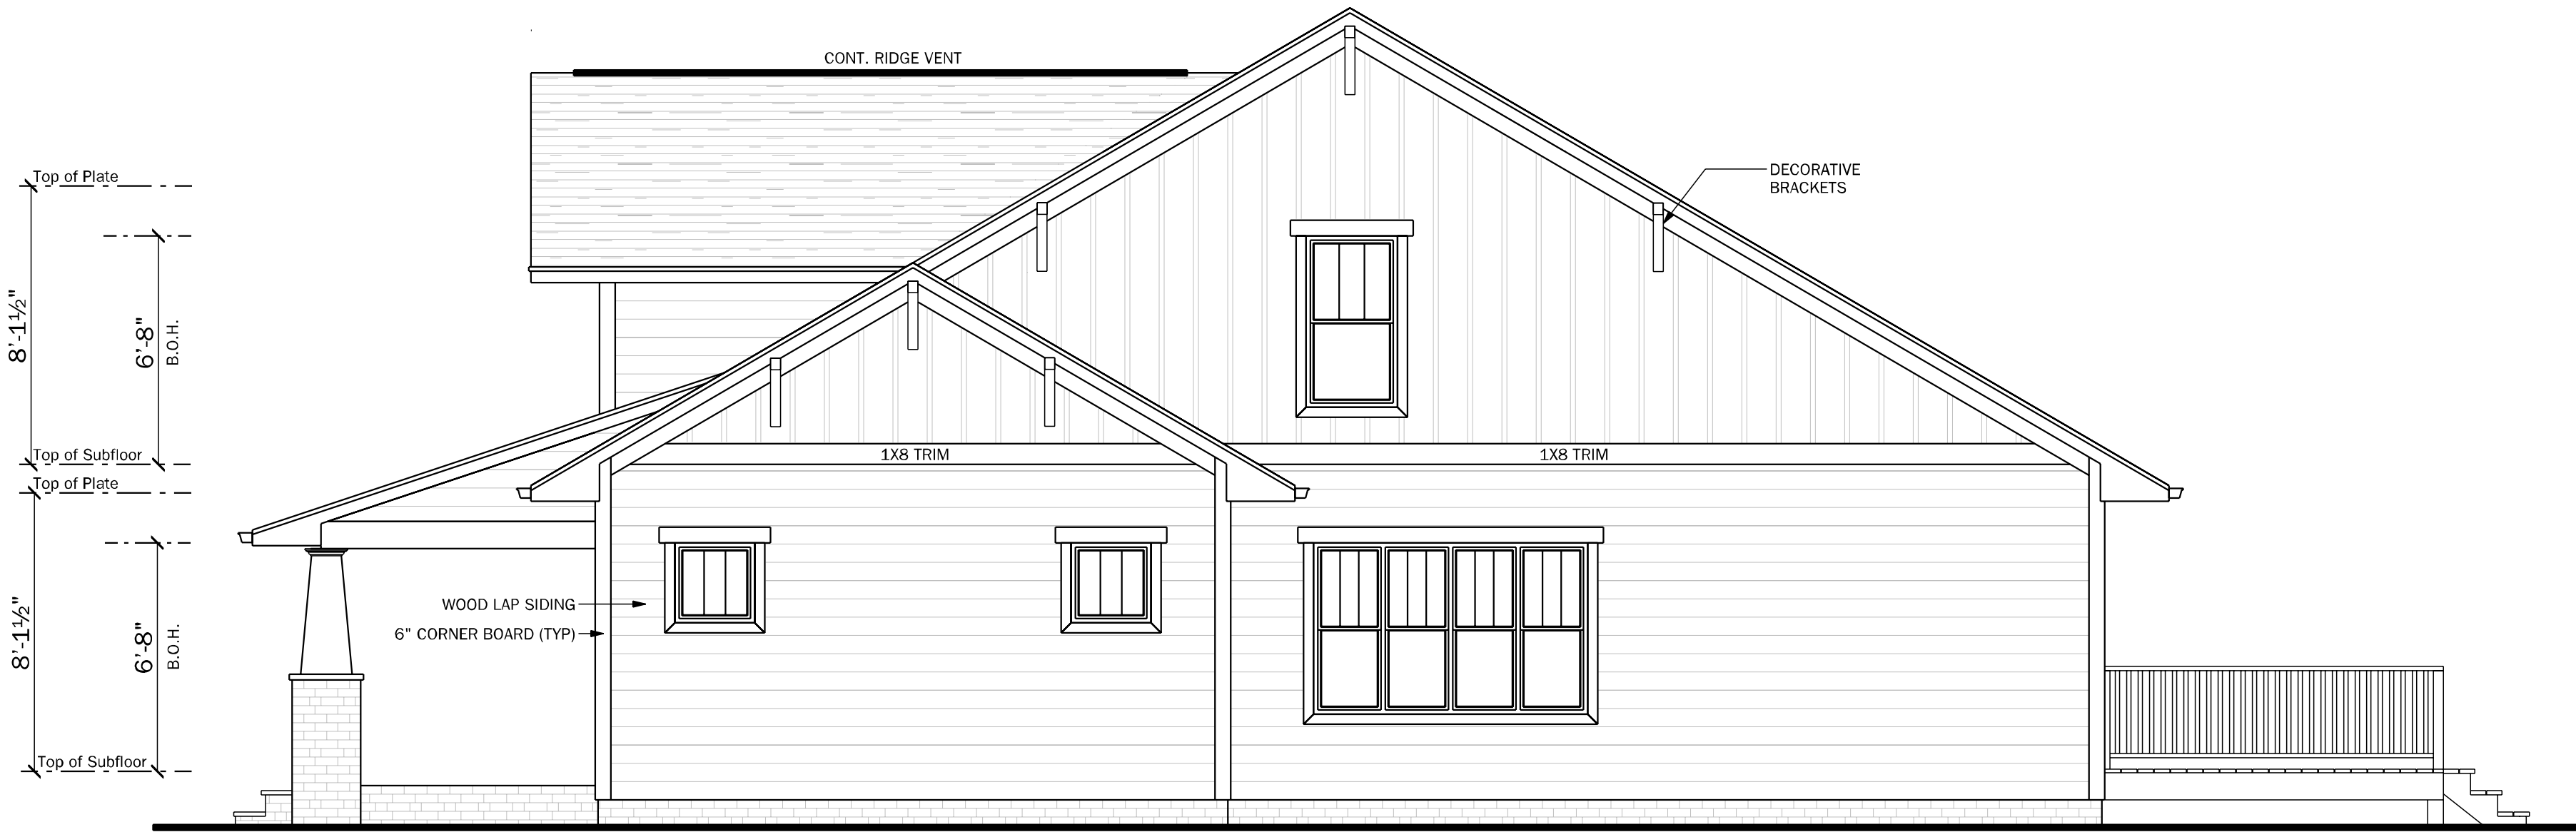 CONT. RIDGE VENT
DECORATIVE
BRACKETS
Top of Plate
8'-1½"
6'-8"
B.O.H.
Top of Subfloor
1X8 TRIM
1X8 TRIM
Top of Plate
WOOD LAP SIDING
6" CORNER BOARD (TYP)
8'-1½"
6'-8"
B.O.H.
Top of Subfloor